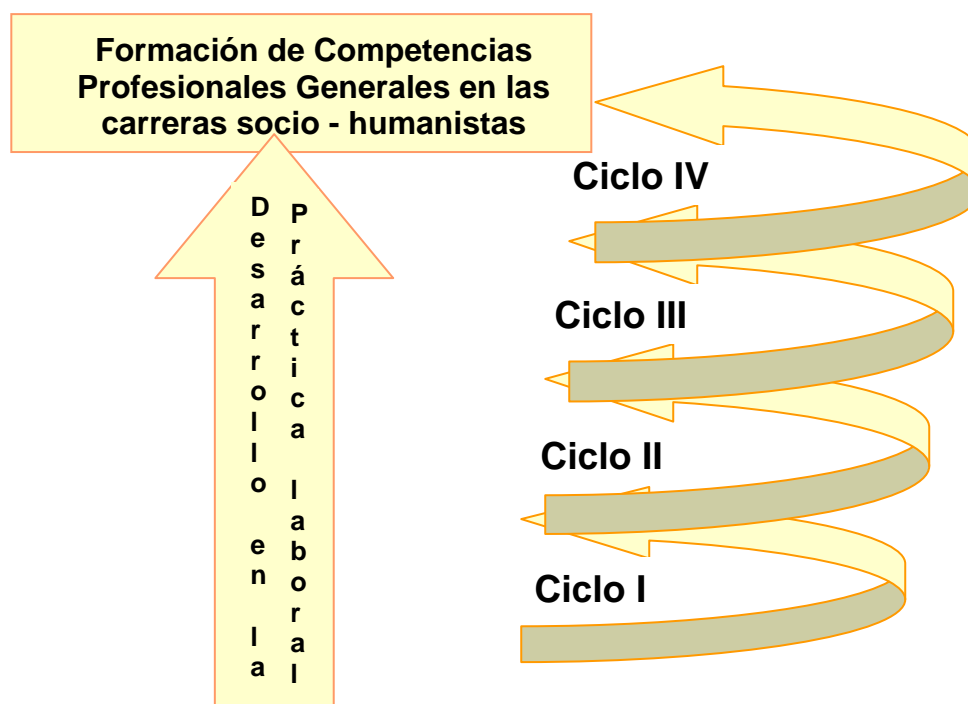 Formación de Competencias
Profesionales Generales en las
carreras socio - humanistas
Ciclo IV
Ciclo III
Ciclo II
Ciclo I
Desarrollo en la
Práctica laboral